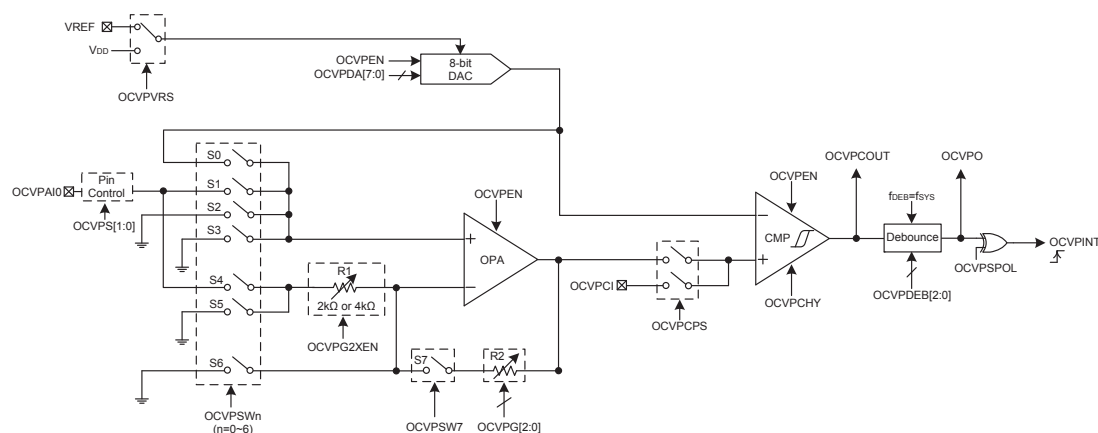 VREF
VDD
OCVPVRS
OCVPEN
OCVPDA[7:0]
8-bit
DAC
OCVPAI0
Pin
Control
OCVPS[1:0]
S0
S1
S2
S3
S4
S5
S6
OCVPSWn
(n=0~6)
R1
2kΩ or 4kΩ
OCVPG2XEN
OCVPEN
+
OPA
−
S7
OCVPSW7
R2
OCVPG[2:0]
OCVPCI
OCVPCPS
OCVPEN
−
CMP
+
OCVPCHY
OCVPCOUT
fDEB=fSYS
Debounce
OCVPDEB[2:0]
OCVPO
OCVPSPOL
OCVPINT